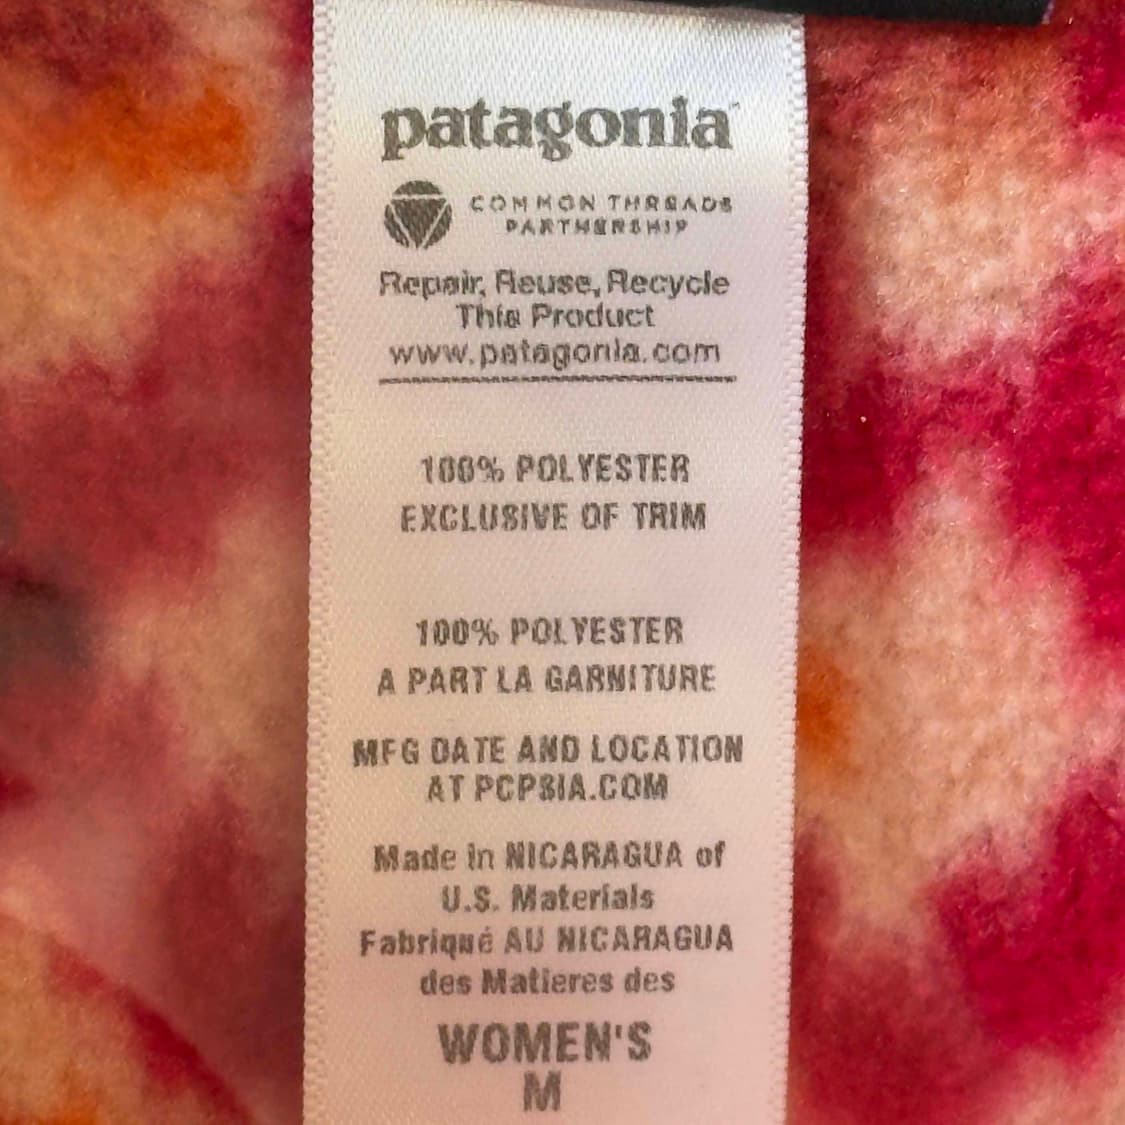 patagonia
COMMON THREADS
PARTNERSHIP
Repair, Reuse, Recycle
This Product
www.patagonia.com
100% POLYESTER
EXCLUSIVE OF TRIM
100% POLYESTER
A PART LA GARNITURE
MFG DATE AND LOCATION
AT PCPSIA.COM
Made in NICARAGUA of
U.S. Materials
Fabriqué AU NICARAGUA
des Matieres des
WOMEN'S
M